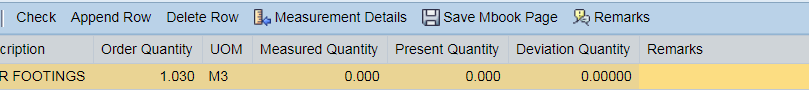 Check Append Row Delete Row Measurement Details Save Mbook Page Remarks
cription Order Quantity UOM Measured Quantity Present Quantity Deviation Quantity Remarks
R FOOTINGS 1.030 M3 0.000 0.000 0.00000